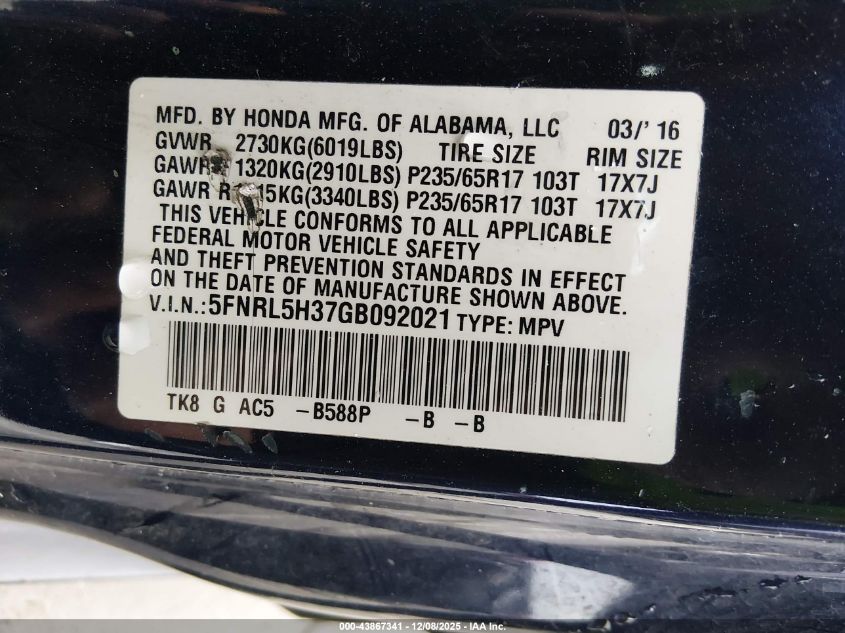 MFD. BY HONDA MFG. OF ALABAMA, LLC 03/'16
GVWR 2730KG(6019LBS) TIRE SIZE RIM SIZE
GAWR 1320KG(2910LBS) P235/65R17 103T 17X7J
GAWR R 15KG(3340LBS) P235/65R17 103T 17X7J
THIS VEHICLE CONFORMS TO ALL APPLICABLE
FEDERAL MOTOR VEHICLE SAFETY
AND THEFT PREVENTION STANDARDS IN EFFECT
ON THE DATE OF MANUFACTURE SHOWN ABOVE.
V.I.N.:5FNRL5H37GB092021 TYPE: MPV
TK8 G AC5 -B588P -B -B
000-43867341 - 12/08/2025 - IAA Inc.